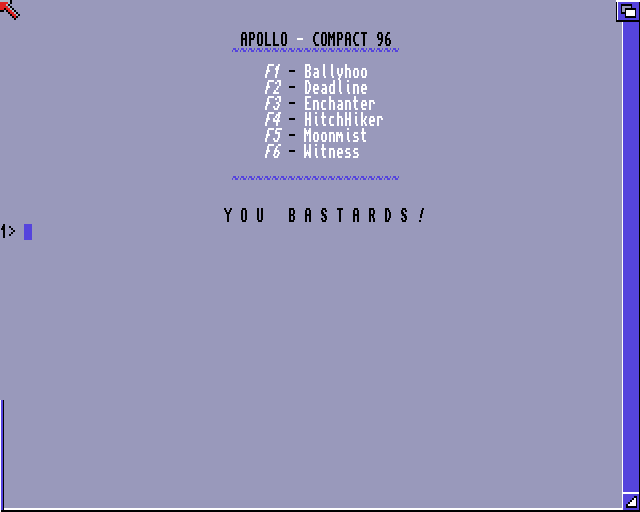 APOLLO - COMPACT 96
~~~~~~~~~~~~~~~~~~~~~
F1 - Ballyhoo
F2 - Deadline
F3 - Enchanter
F4 - HitchHiker
F5 - Moonmist
F6 - Witness
~~~~~~~~~~~~~~~~~~~~~
Y O U  B A S T A R D S !
1>